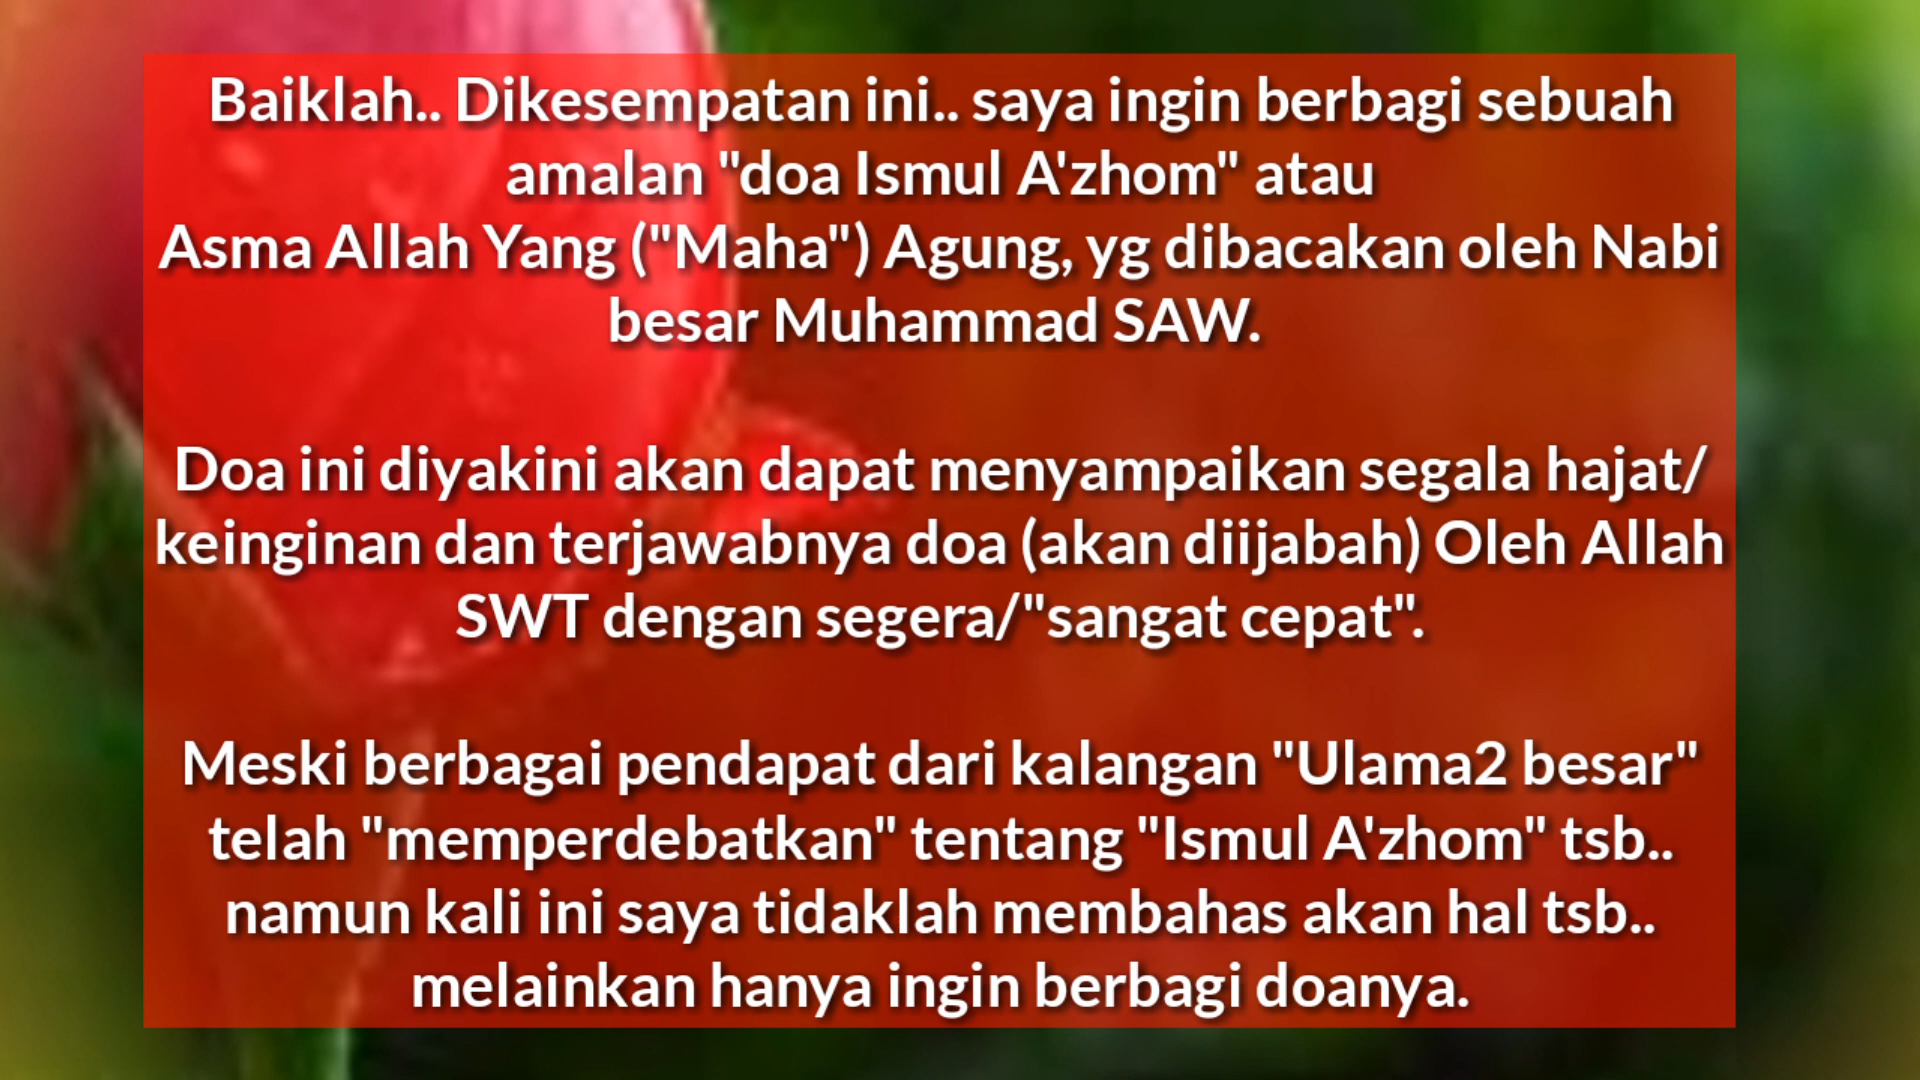 Baiklah.. Dikesempatan ini.. saya ingin berbagi sebuah
amalan "doa Ismul A'zhom" atau
Asma Allah Yang ("Maha") Agung, yg dibacakan oleh Nabi
besar Muhammad SAW.
Doa ini diyakini akan dapat menyampaikan segala hajat/
keinginan dan terjawabnya doa (akan diijabah) Oleh Allah
SWT dengan segera/"sangat cepat".
Meski berbagai pendapat dari kalangan "Ulama2 besar"
telah "memperdebatkan" tentang "Ismul A'zhom" tsb..
namun kali ini saya tidaklah membahas akan hal tsb..
melainkan hanya ingin berbagi doanya.